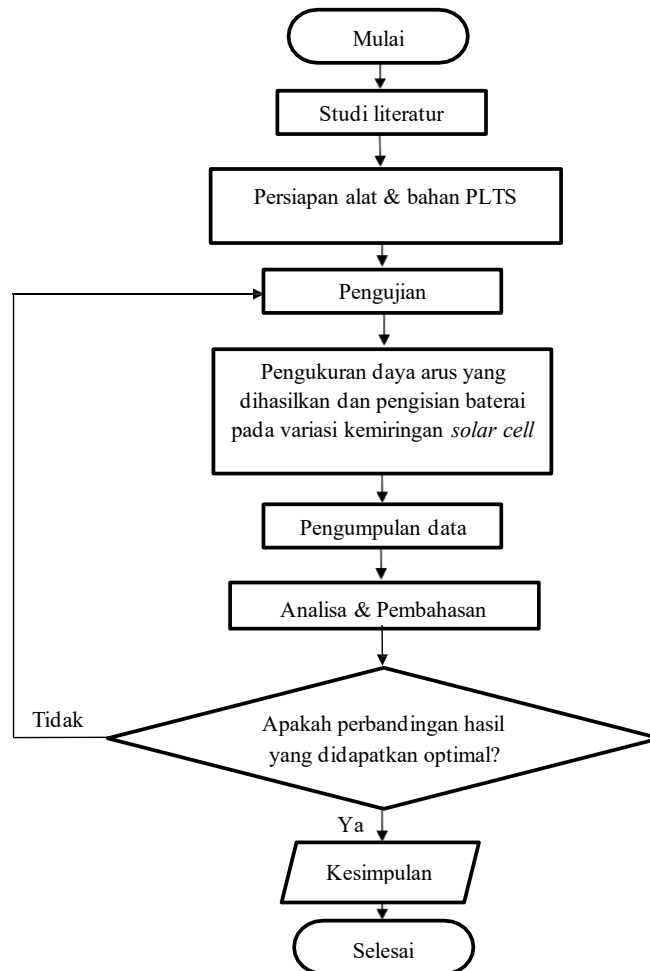 Mulai
Studi literatur
Persiapan alat & bahan PLTS
Pengujian
Pengukuran daya arus yang
dihasilkan dan pengisian baterai
pada variasi kemiringan solar cell
Pengumpulan data
Analisa & Pembahasan
Tidak
Apakah perbandingan hasil
yang didapatkan optimal?
Ya
Kesimpulan
Selesai